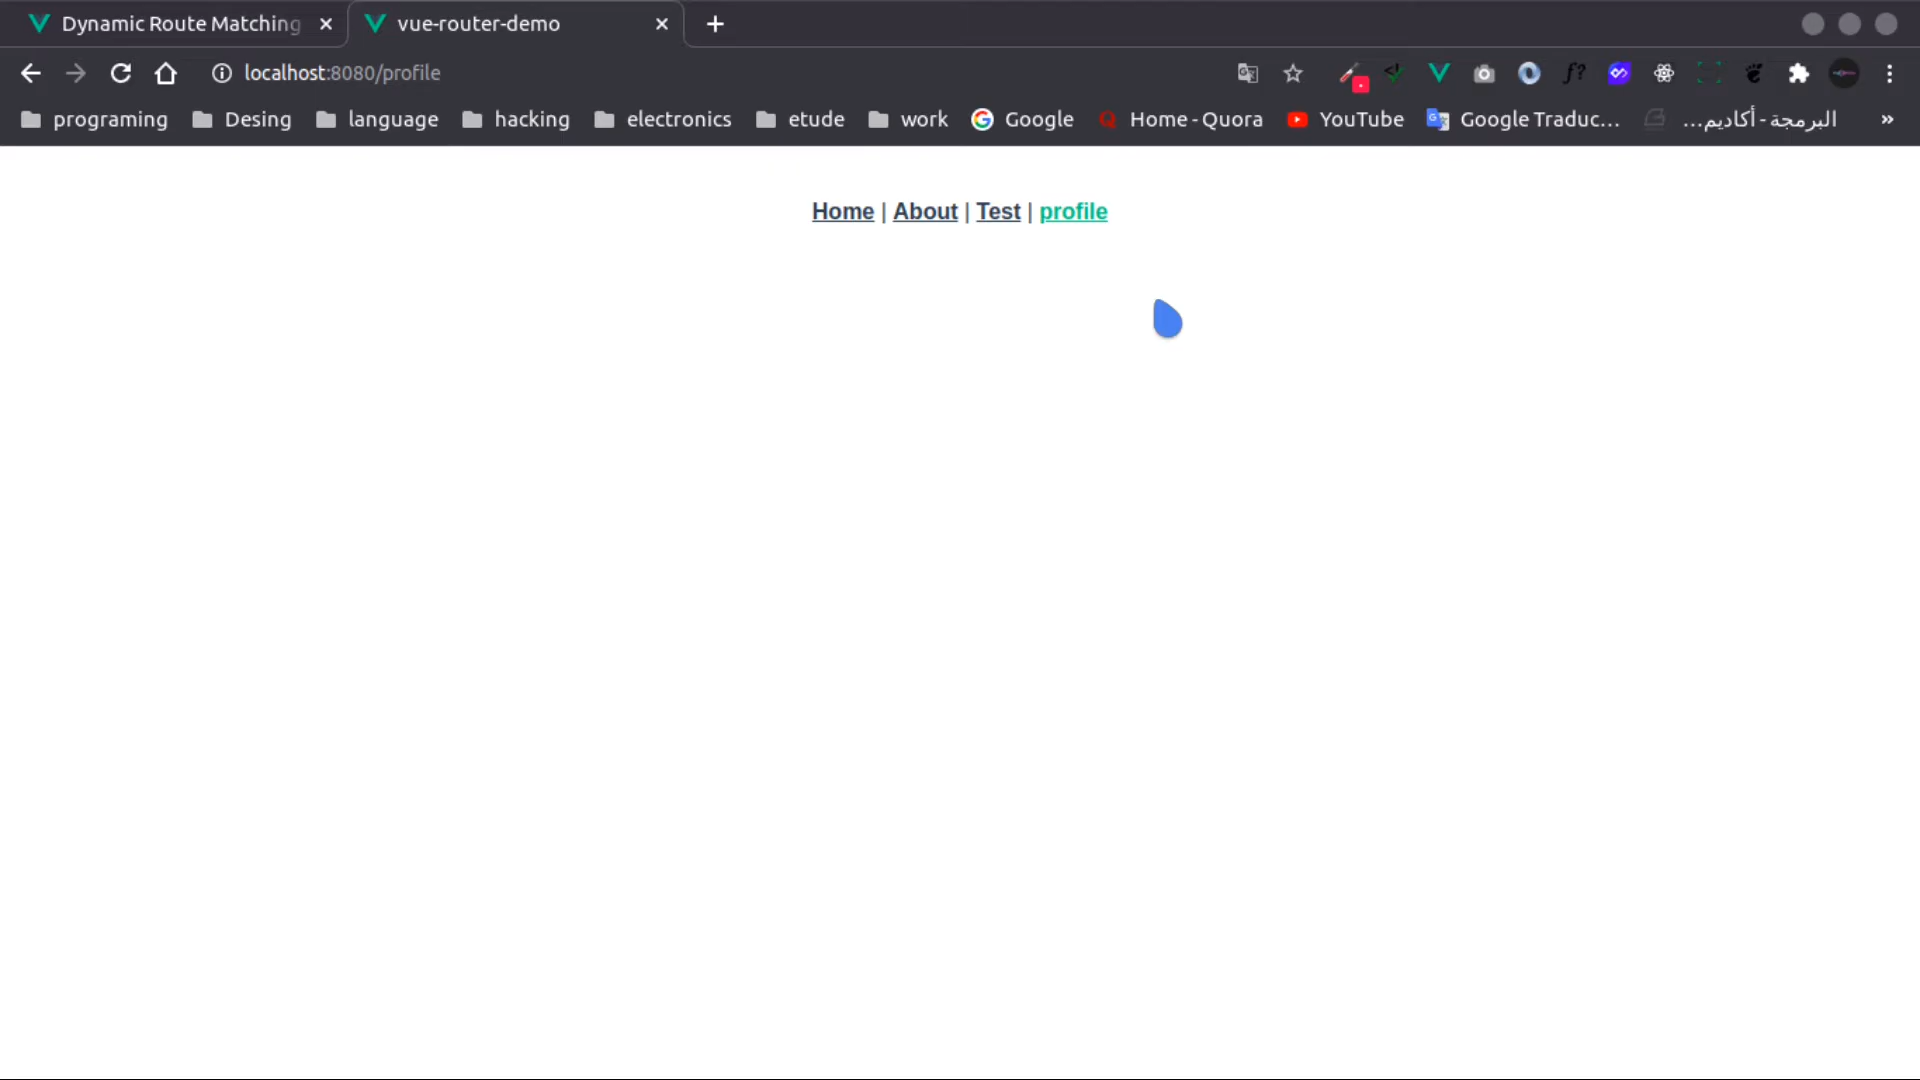 Dynamic Route Matching
vue-router-demo
localhost:8080/profile
programing
Desing
language
hacking
electronics
etude
work
Google
Home - Quora
YouTube
Google Traduc...
البرمجة - أكاديم...
»
Home | About | Test | profile